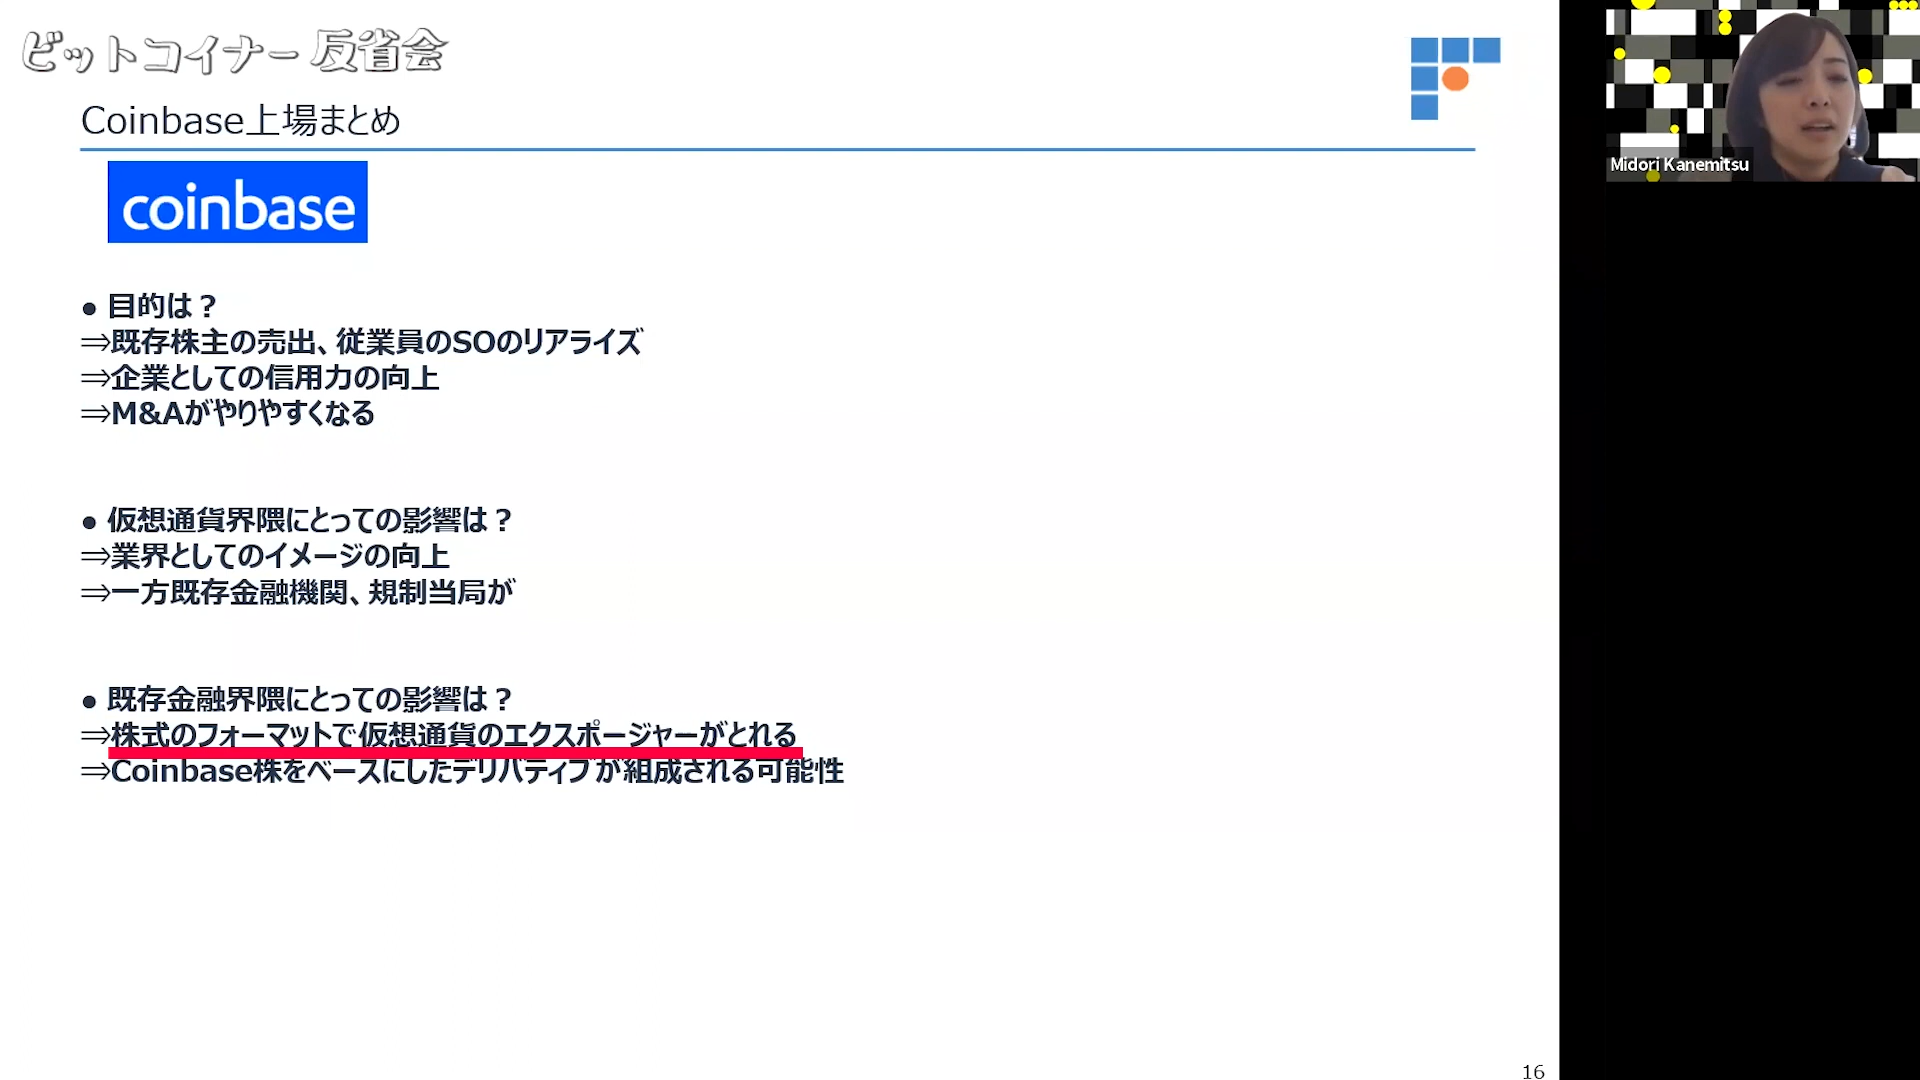 ビットコイナー反省会
Coinbase上場まとめ
coinbase
● 目的は？
⇒既存株主の売出、従業員のSOのリアライズ
⇒企業としての信用力の向上
⇒M&Aがやりやすくなる
● 仮想通貨界隈にとっての影響は？
⇒業界としてのイメージの向上
⇒一方既存金融機関、規制当局が
● 既存金融界隈にとっての影響は？
⇒株式のフォーマットで仮想通貨のエクスポージャーがとれる
⇒Coinbase株をベースにしたデリバティブが組成される可能性
16
Midori Kanemitsu